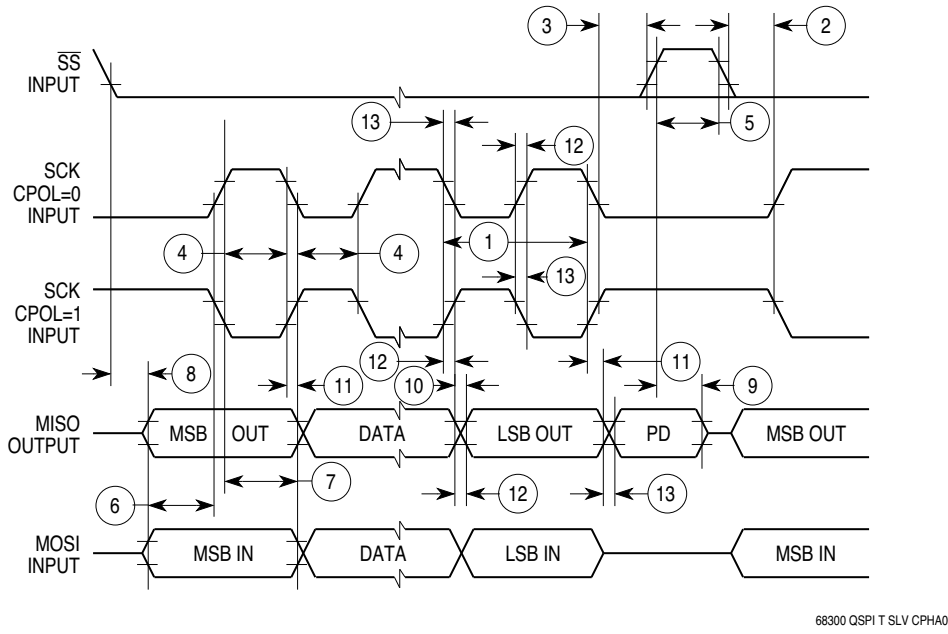 3
2
SS
INPUT
5
13
12
SCK
CPOL=0
INPUT
4
4
1
13
SCK
CPOL=1
INPUT
12
8
11
10
11
9
MISO
OUTPUT
MSB OUT
DATA
LSB OUT
PD
MSB OUT
6
7
12
13
MOSI
INPUT
MSB IN
DATA
LSB IN
MSB IN
68300 QSPI T SLV CPHA0